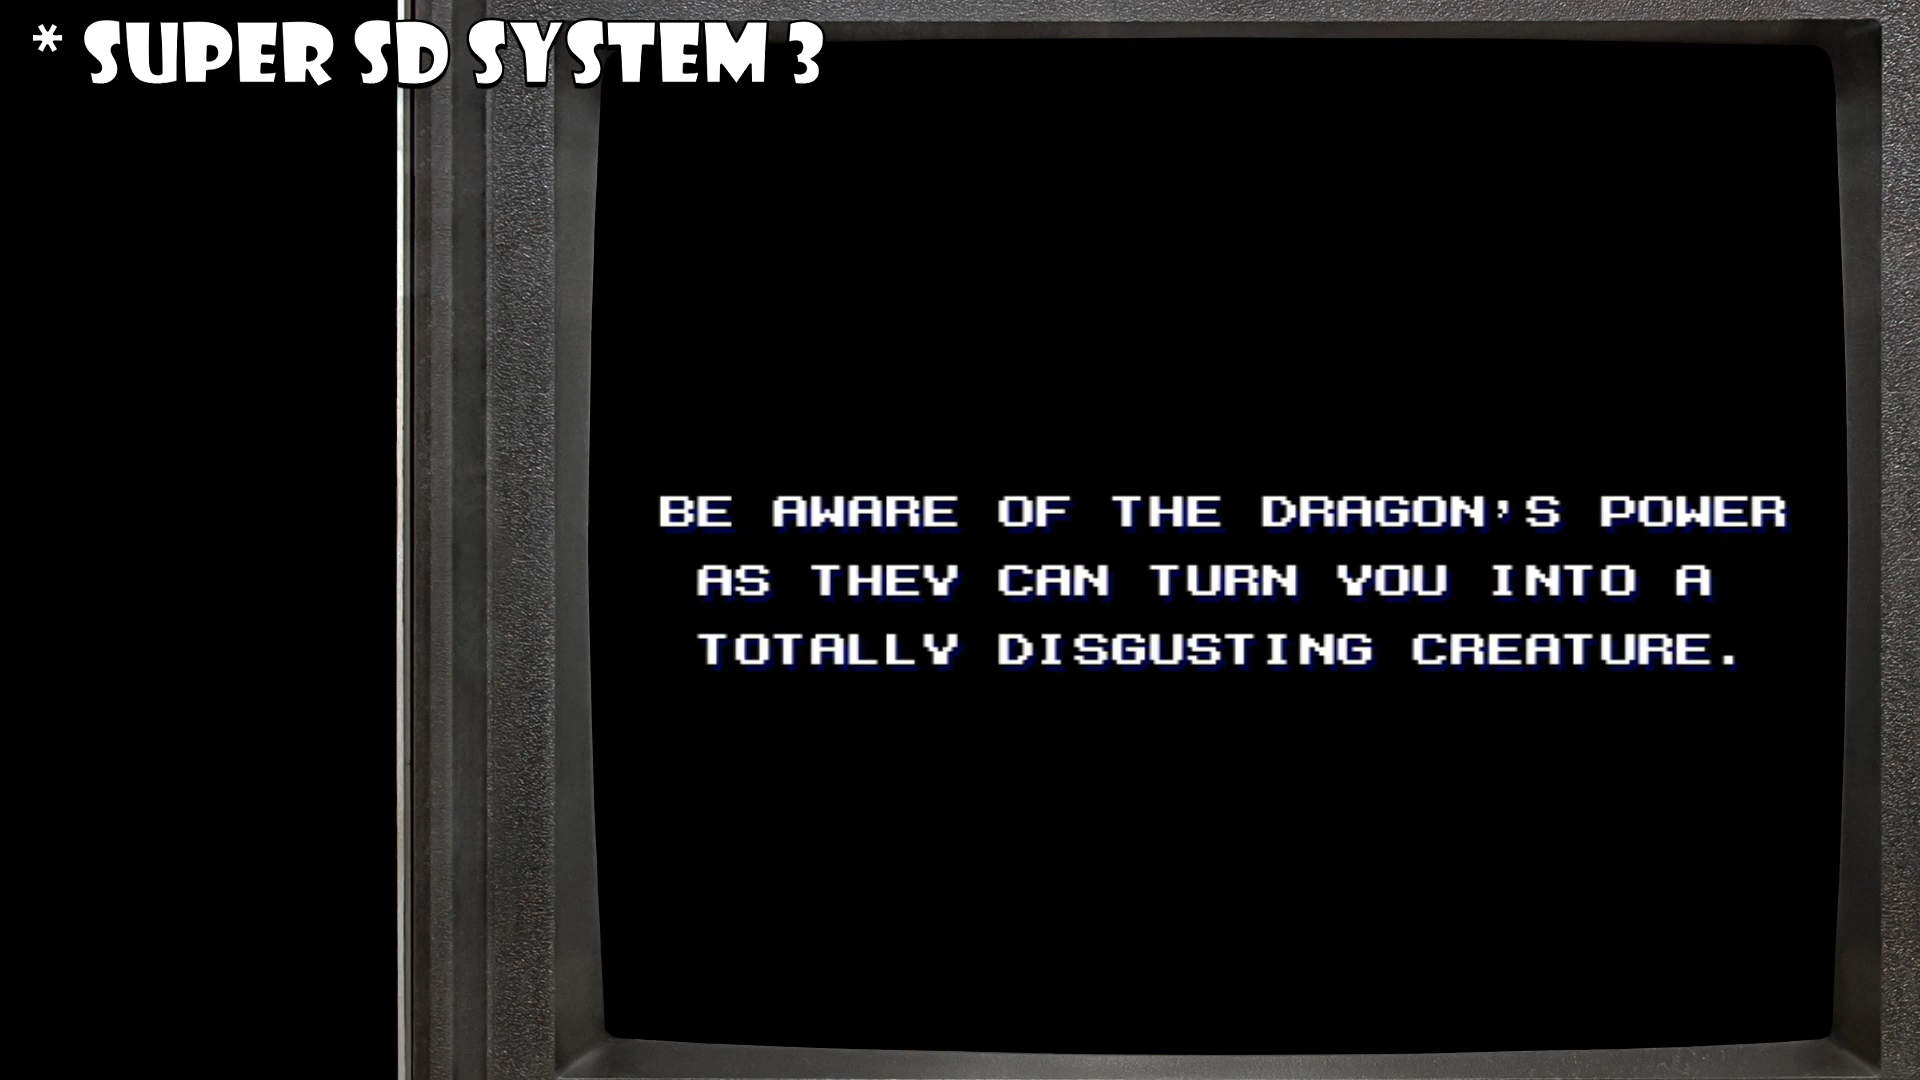 * SUPER SD SYSTEM 3
BE AWARE OF THE DRAGON'S POWER
AS THEY CAN TURN YOU INTO A
TOTALLY DISGUSTING CREATURE.